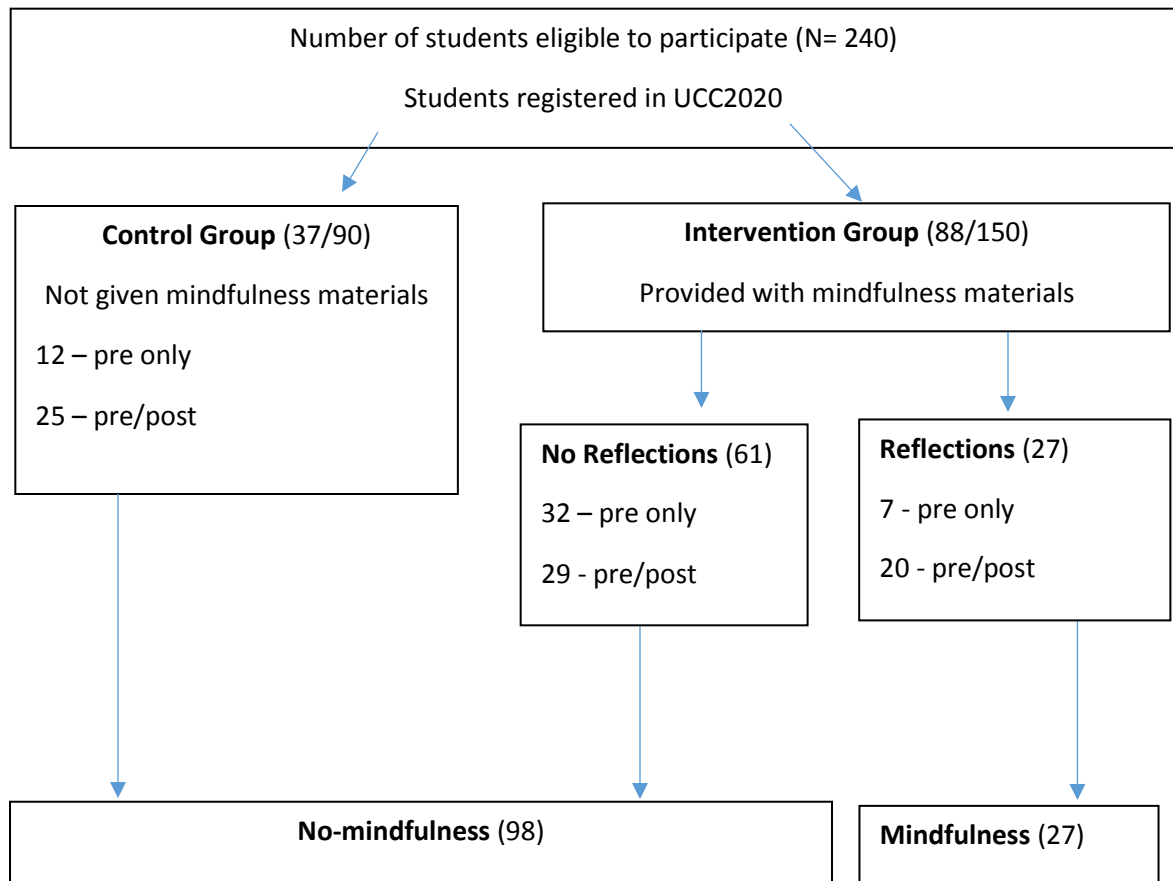 Number of students eligible to participate (N= 240)
Students registered in UCC2020
Control Group (37/90)
Not given mindfulness materials
12 – pre only
25 – pre/post
Intervention Group (88/150)
Provided with mindfulness materials
No Reflections (61)
32 – pre only
29 - pre/post
Reflections (27)
7 - pre only
20 - pre/post
No-mindfulness (98)
Mindfulness (27)